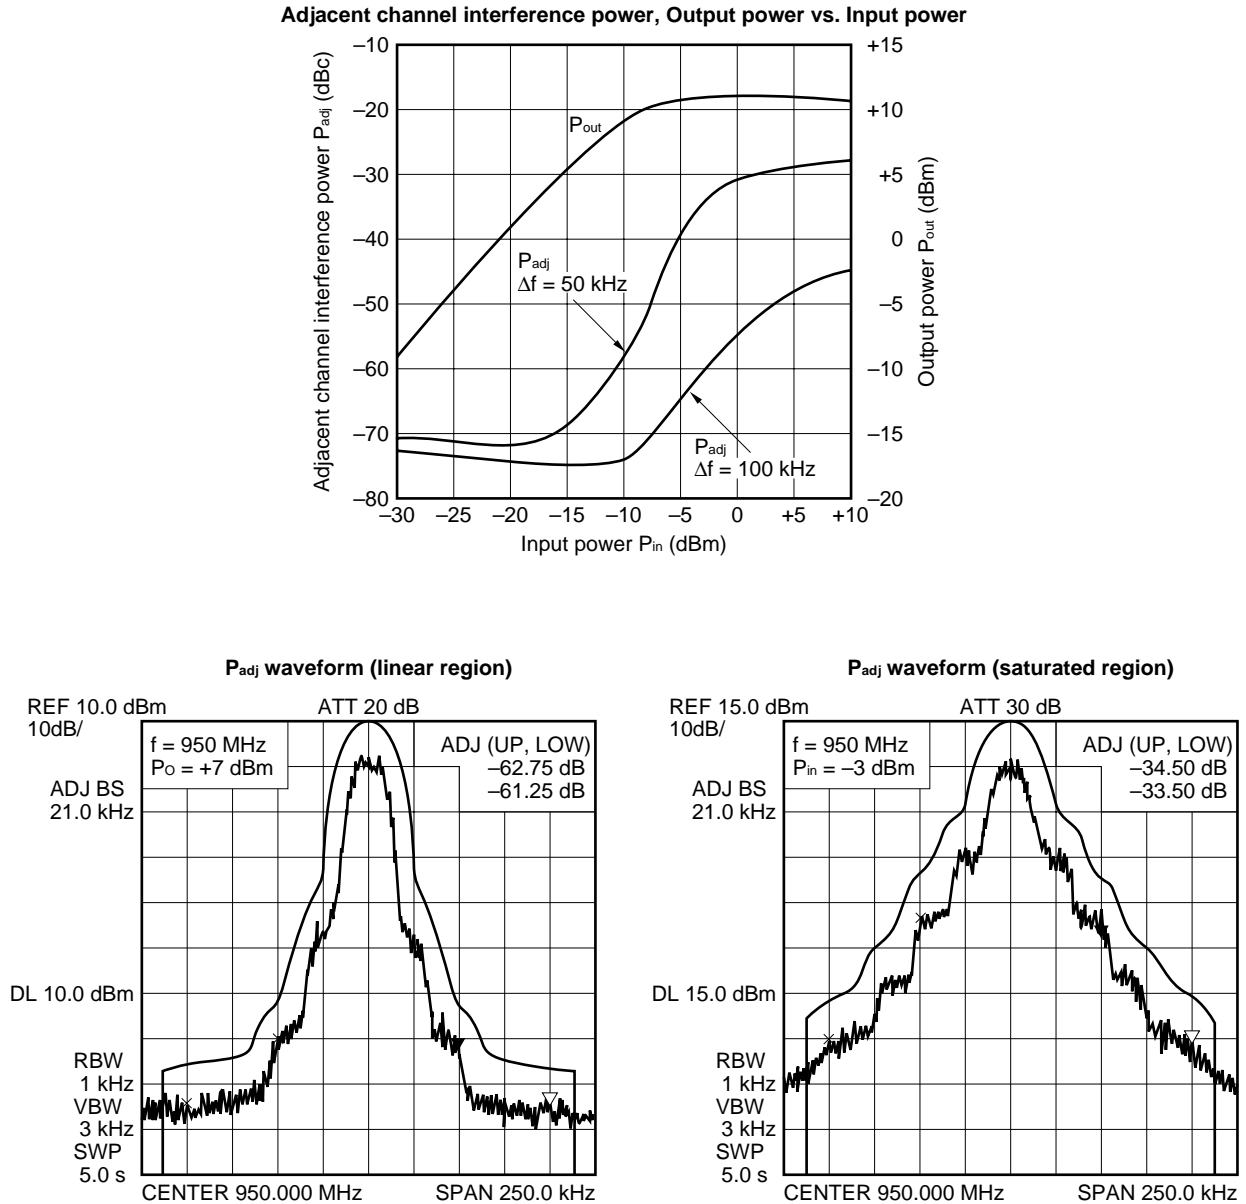 Adjacent channel interference power, Output power vs. Input power
Adjacent channel interference power Padj (dBc)
–10
–20
–30
–40
–50
–60
–70
–80
+15
+10
+5
0
–5
–10
–15
–20
Output power Pout (dBm)
Pout
Padj
Δf = 50 kHz
Padj
Δf = 100 kHz
–30 –25 –20 –15 –10 –5 0 +5 +10
Input power Pin (dBm)
Padj waveform (linear region)
REF 10.0 dBm ATT 20 dB
10dB/
f = 950 MHz
PO = +7 dBm
ADJ (UP, LOW)
–62.75 dB
–61.25 dB
ADJ BS
21.0 kHz
DL 10.0 dBm
RBW
1 kHz
VBW
3 kHz
SWP
5.0 s
CENTER 950.000 MHz SPAN 250.0 kHz
Padj waveform (saturated region)
REF 15.0 dBm ATT 30 dB
10dB/
f = 950 MHz
Pin = –3 dBm
ADJ (UP, LOW)
–34.50 dB
–33.50 dB
ADJ BS
21.0 kHz
DL 15.0 dBm
RBW
1 kHz
VBW
3 kHz
SWP
5.0 s
CENTER 950.000 MHz SPAN 250.0 kHz